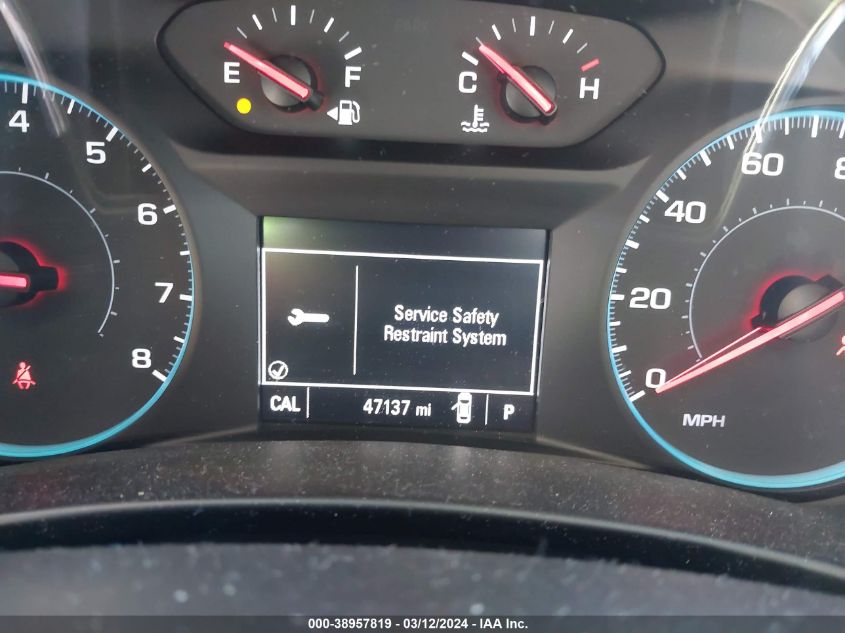 E F
C H
4
5
6
7
8
60
40
20
0
MPH
Service Safety
Restraint System
CAL 47137 mi P
000-38957819 - 03/12/2024 - IAA Inc.